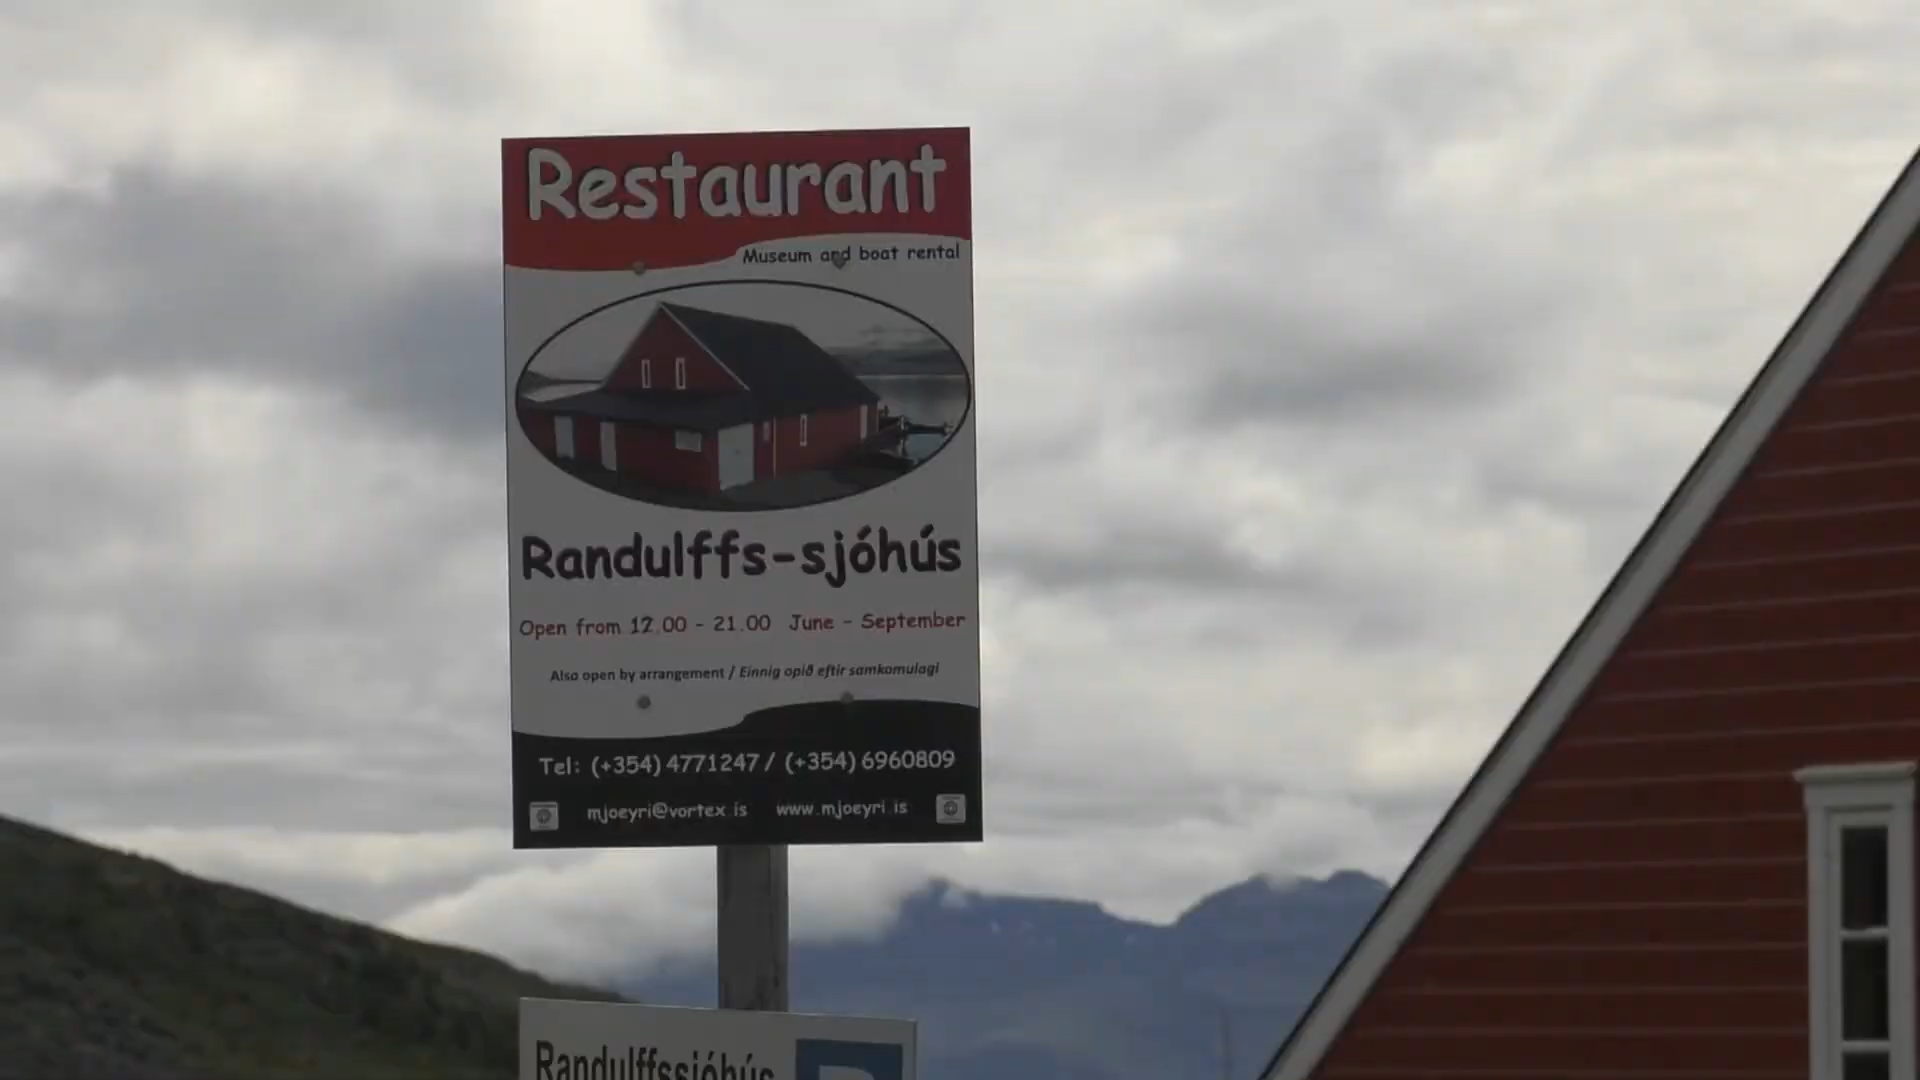 Restaurant
Museum and boat rental
Randulffs-sjóhús
Open from 12.00 - 21.00 June - September
Also open by arrangement / Einnig opið eftir samkomulagi
Tel: (+354) 4771247 / (+354) 6960809
mjoeyri@vortex.is www.mjoeyri.is
Randulffssjóhús